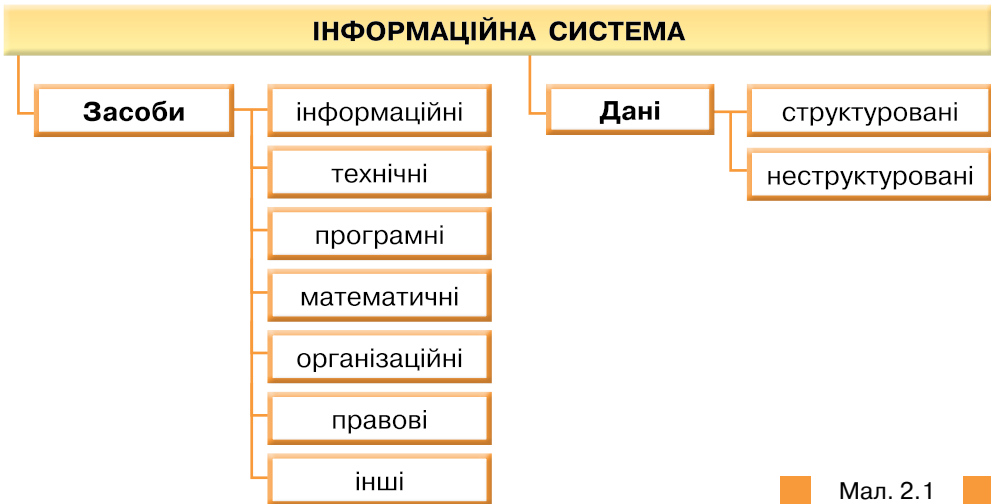 ІНФОРМАЦІЙНА СИСТЕМА
Засоби
інформаційні
технічні
програмні
математичні
організаційні
правові
інші
Дані
структуровані
неструктуровані
Мал. 2.1